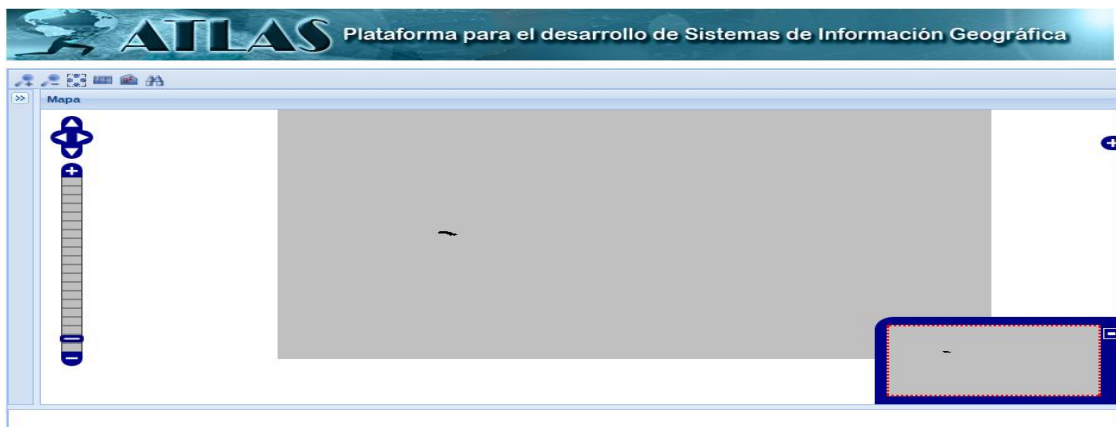 ATLAS Plataforma para el desarrollo de Sistemas de Información Geográfica
Mapa